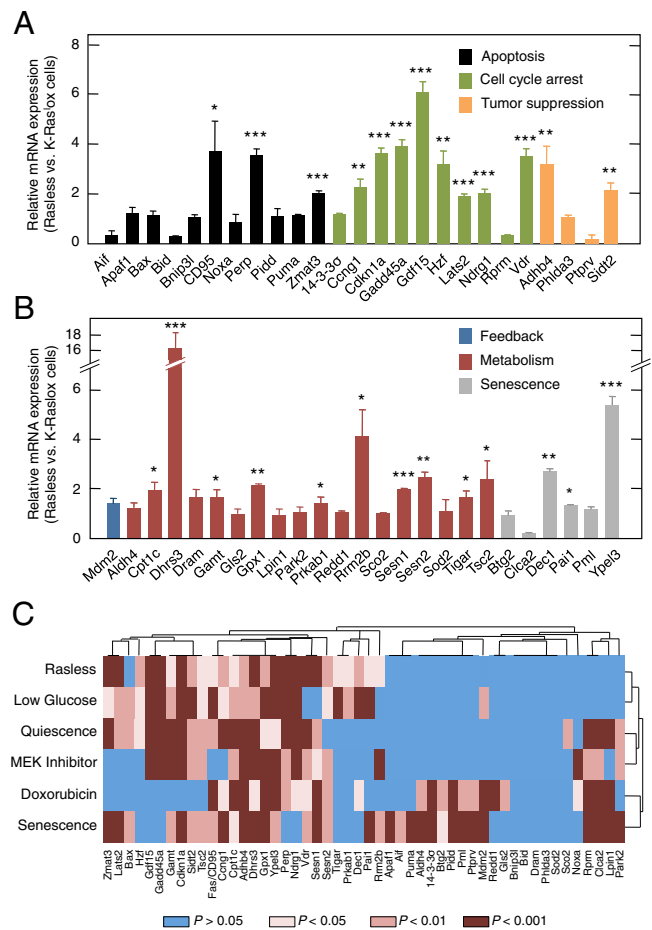 A
Relative mRNA expression
(Rasless vs. K-Raslox cells)
8
6
4
2
0
Apoptosis
Cell cycle arrest
Tumor suppression
* *** *** ** *** *** *** ** *** *** *** ** **
Aif Apaf1 Bax Bid Bnip3l CD95 Noxa Perp Pidd Puma Zmat3 14-3-3σ Ccng1 Cdkn1a Gadd45a Gdf15 Hzf Lats2 Ndrg1 Rprm Vdr Adhb4 Phlda3 Ptprv Sidt2
B
Relative mRNA expression
(Rasless vs. K-Raslox cells)
18
16
6
4
2
0
Feedback
Metabolism
Senescence
* *** * ** * * *** ** * * ** * ***
Mdm2 Aldh4 Cpt1c Dhrs3 Dram Gamt Gls2 Gpx1 Lpin1 Park2 Prkab1 Redd1 Rrm2b Sco2 Sesn1 Sesn2 Sod2 Tigar Tsc2 Btg2 Clca2 Dec1 Pai1 Pml Ypel3
C
Rasless
Low Glucose
Quiescence
MEK Inhibitor
Doxorubicin
Senescence
Zmat3 Lats2 Bax Hzf Gdf15 Gadd45a Gamt Cdkn1a Sidt2 Tsc2 Fas/CD95 Ccng1 Cpt1c Adhb4 Dhrs3 Gpx1 Ypel3 Perp Ndrg1 Vdr Sesn1 Sesn2 Tigar Prkab1 Dec1 Pai1 Rrm2b Apaf1 Aif Puma Aldh4 14-3-3σ Btg2 Pidd Pml Ptprv Mdm2 Redd1 Gls2 Bnip3l Bid Dram Phlda3 Sod2 Sco2 Noxa Rprm Clca2 Lpin1 Park2
P > 0.05
P < 0.05
P < 0.01
P < 0.001